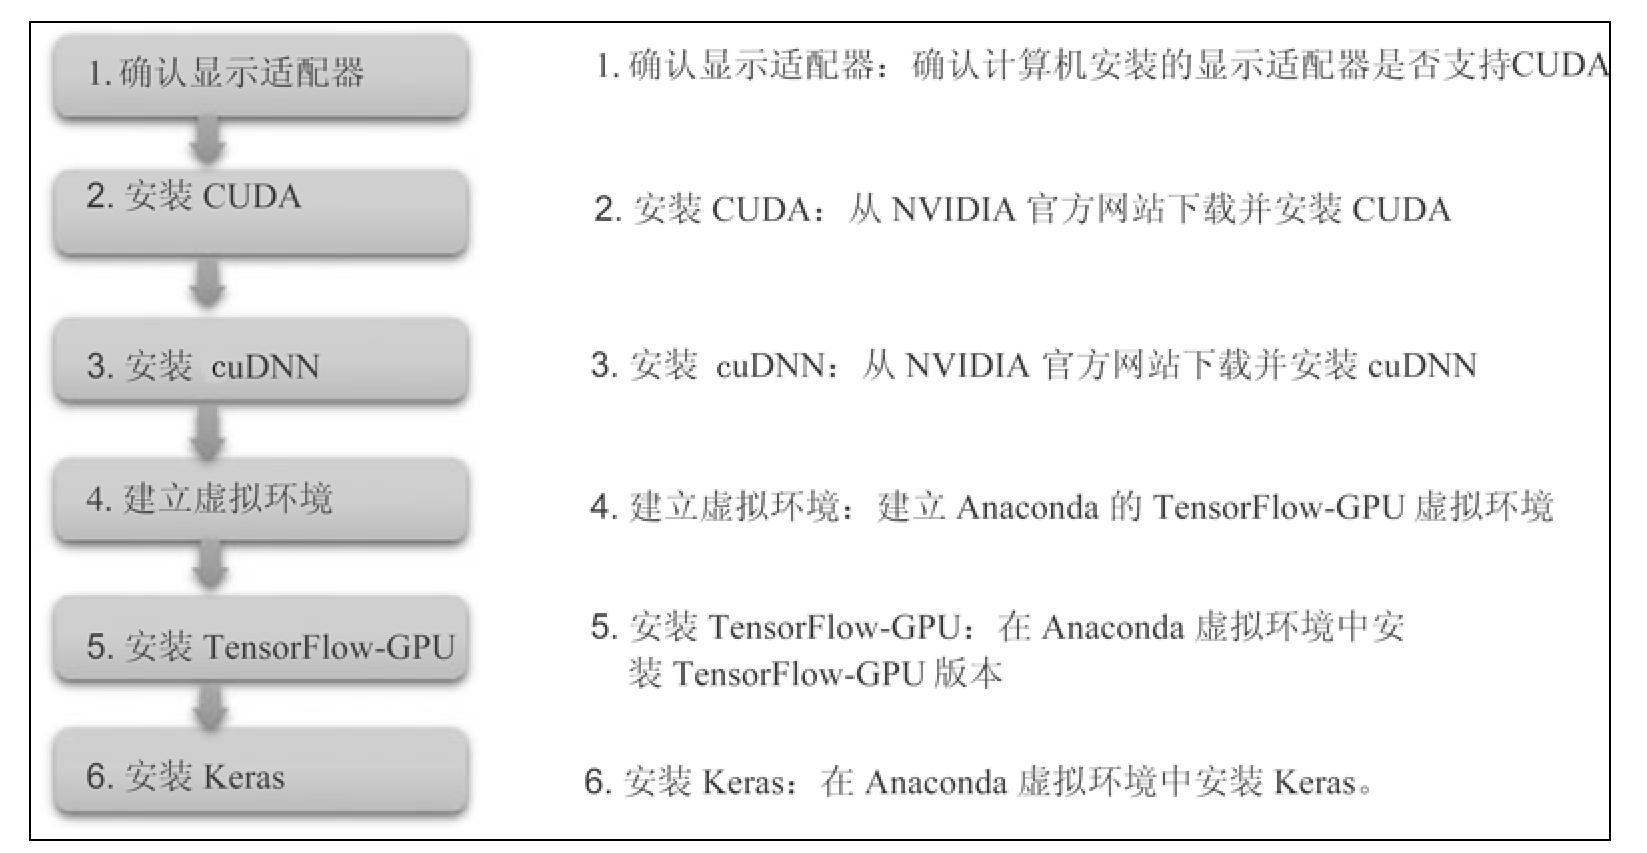 1. 确认显示适配器
1. 确认显示适配器：确认计算机安装的显示适配器是否支持CUDA
2. 安装 CUDA
2. 安装 CUDA：从 NVIDIA 官方网站下载并安装 CUDA
3. 安装 cuDNN
3. 安装 cuDNN：从 NVIDIA 官方网站下载并安装 cuDNN
4. 建立虚拟环境
4. 建立虚拟环境：建立 Anaconda 的 TensorFlow-GPU 虚拟环境
5. 安装 TensorFlow-GPU
5. 安装 TensorFlow-GPU：在 Anaconda 虚拟环境中安
装 TensorFlow-GPU 版本
6. 安装 Keras
6. 安装 Keras：在 Anaconda 虚拟环境中安装 Keras。